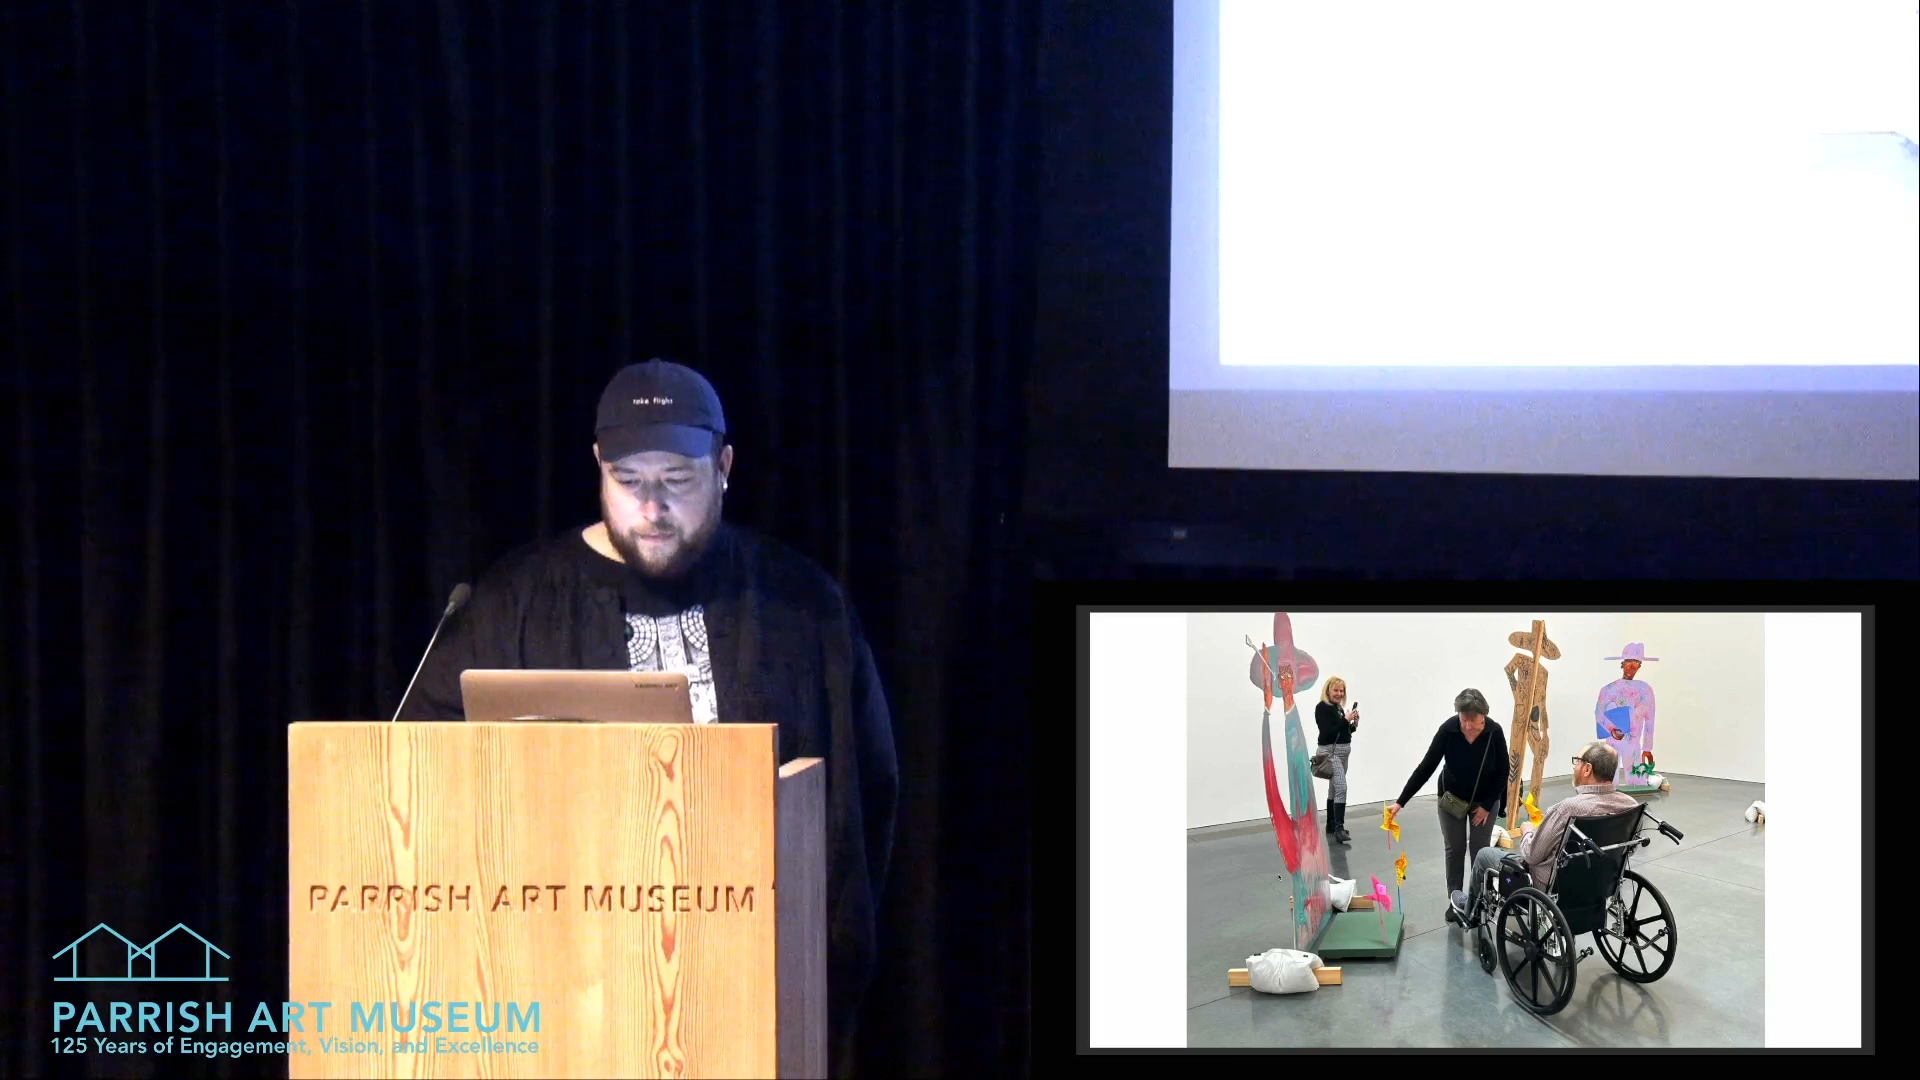 take flight
PARRISH ART MUSEUM
PARRISH ART MUSEUM
125 Years of Engagement, Vision, and Excellence